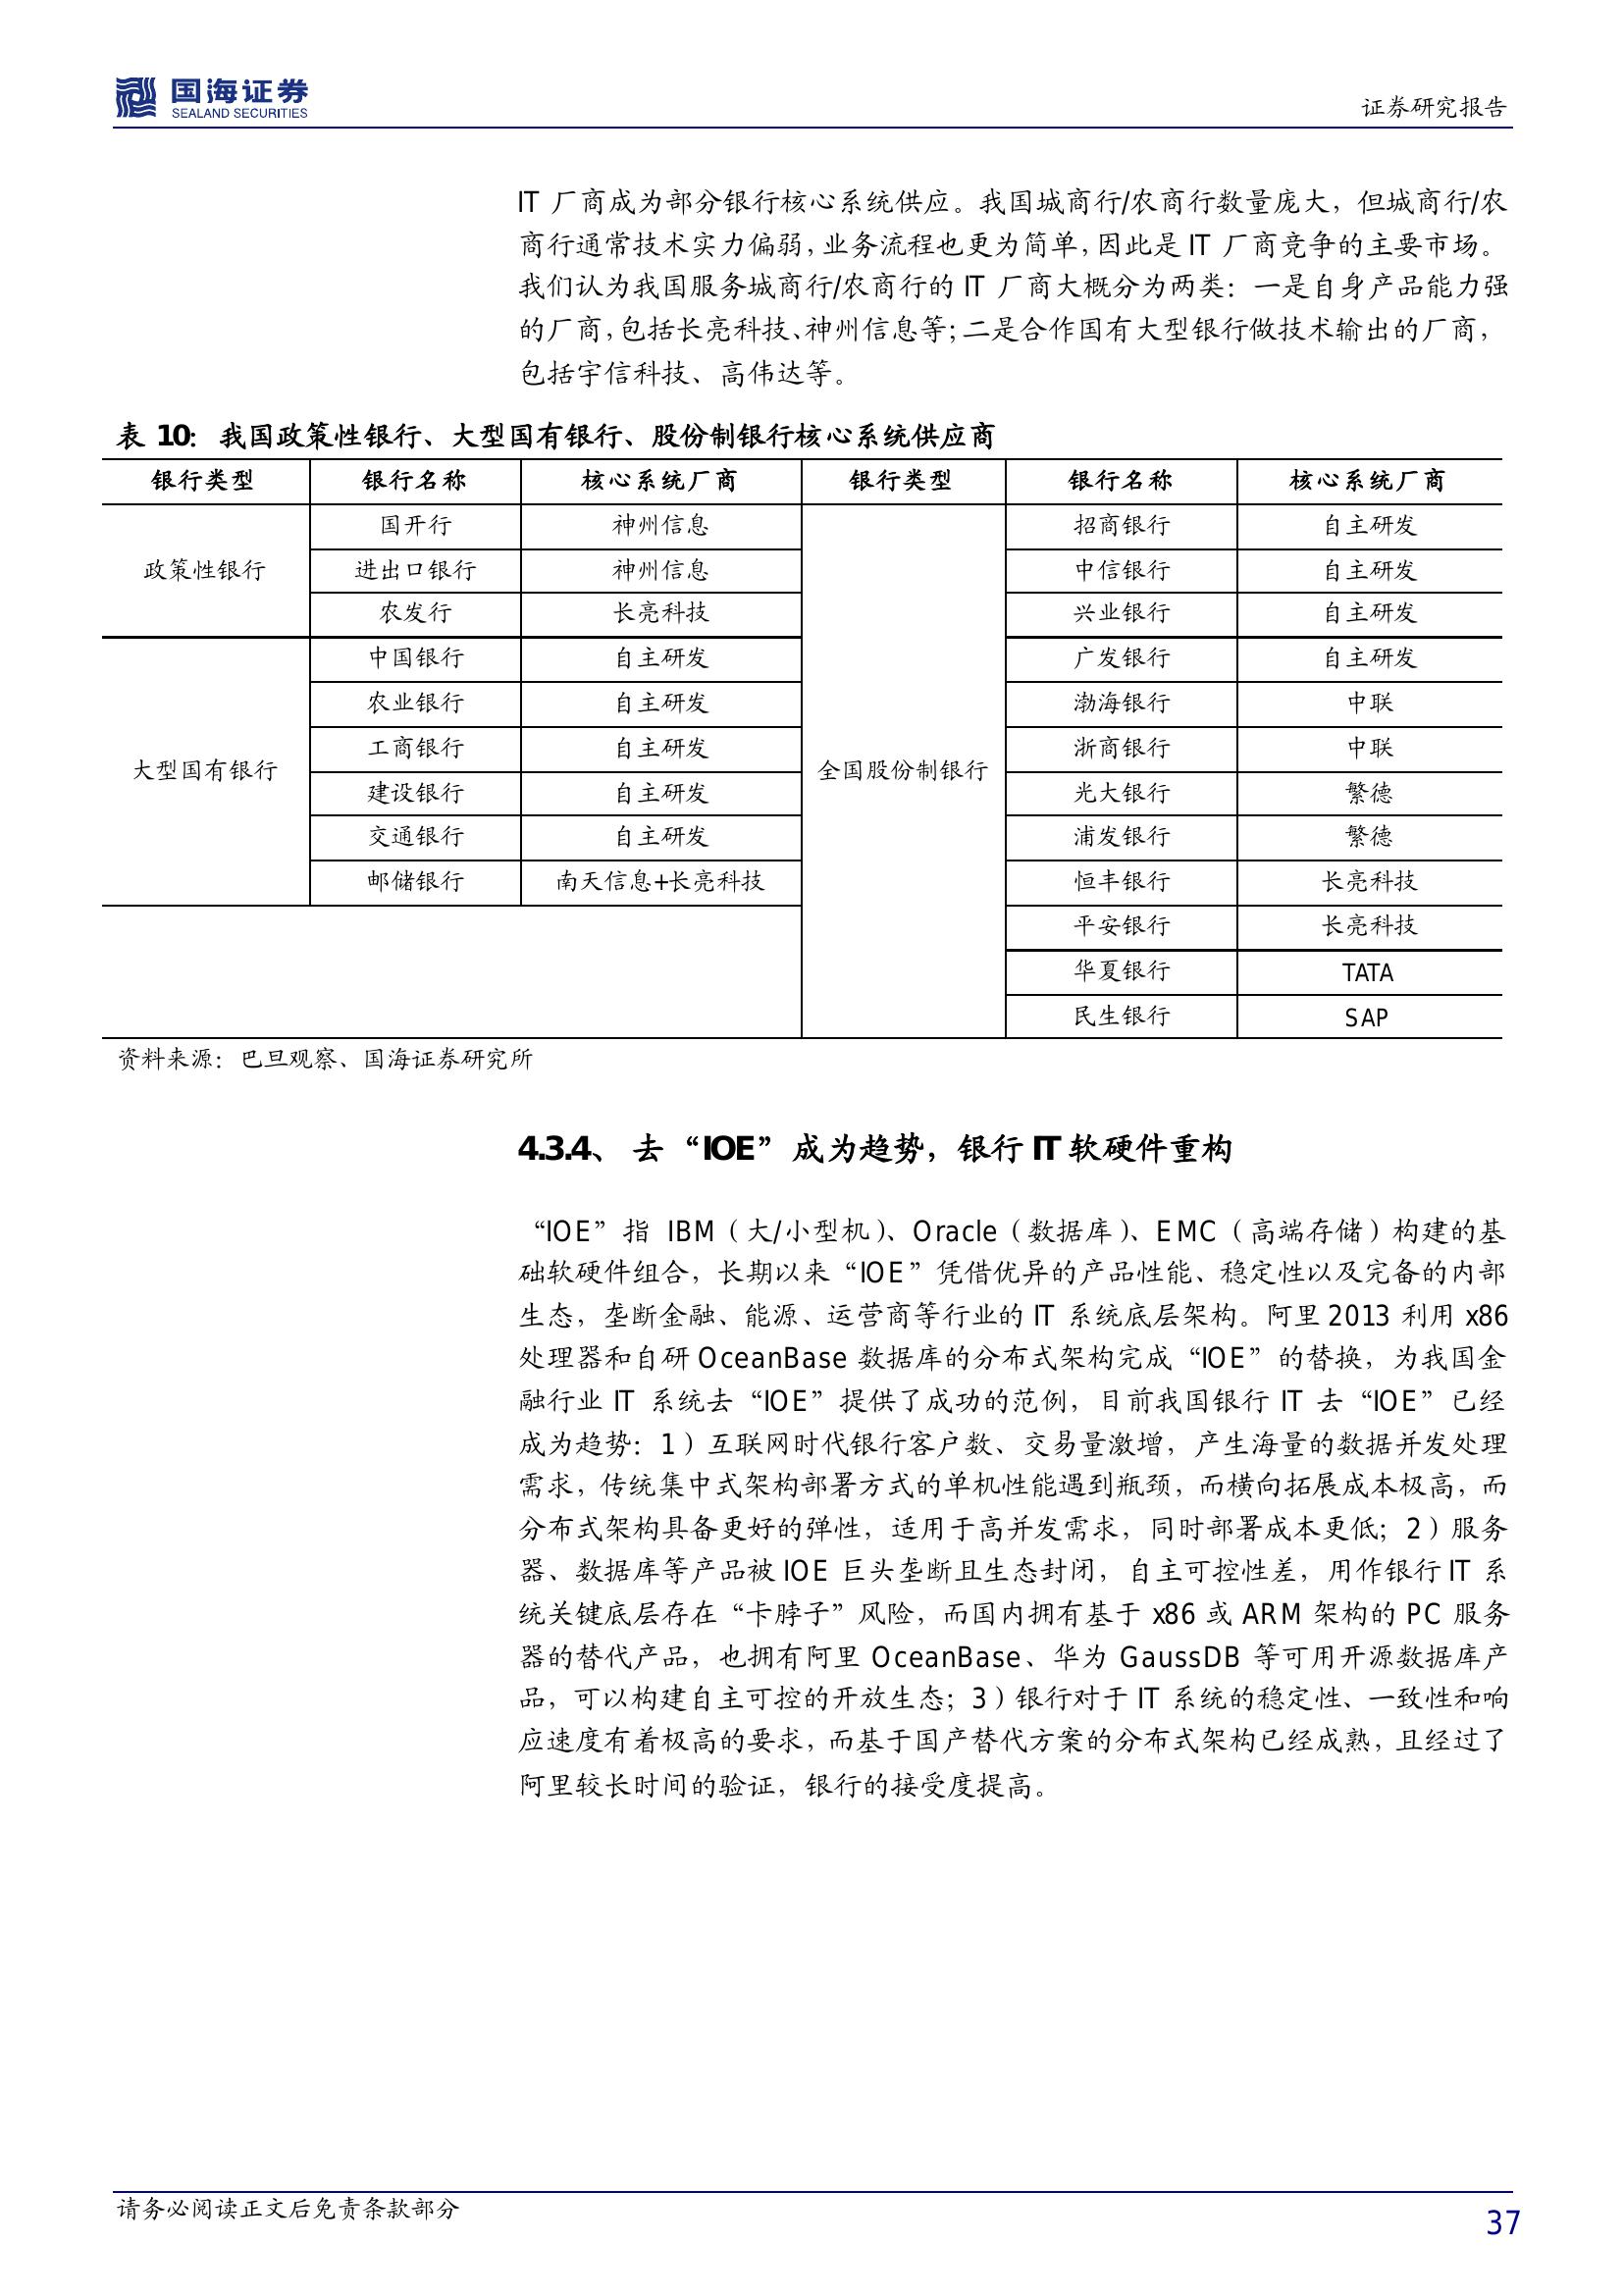 国海证券
SEALAND SECURITIES
证券研究报告
IT 厂商成为部分银行核心系统供应。我国城商行/农商行数量庞大，但城商行/农
商行通常技术实力偏弱，业务流程也更为简单，因此是 IT 厂商竞争的主要市场。
我们认为我国服务城商行/农商行的 IT 厂商大概分为两类：一是自身产品能力强
的厂商，包括长亮科技、神州信息等；二是合作国有大型银行做技术输出的厂商，
包括宇信科技、高伟达等。
表 10：我国政策性银行、大型国有银行、股份制银行核心系统供应商
银行类型 银行名称 核心系统厂商 银行类型 银行名称 核心系统厂商
国开行 神州信息 招商银行 自主研发
政策性银行 进出口银行 神州信息 中信银行 自主研发
农发行 长亮科技 兴业银行 自主研发
中国银行 自主研发 广发银行 自主研发
农业银行 自主研发 渤海银行 中联
工商银行 自主研发 浙商银行 中联
大型国有银行 全国股份制银行
建设银行 自主研发 光大银行 繁德
交通银行 自主研发 浦发银行 繁德
邮储银行 南天信息+长亮科技 恒丰银行 长亮科技
平安银行 长亮科技
华夏银行 TATA
民生银行 SAP
资料来源：巴旦观察、国海证券研究所
4.3.4、 去“IOE”成为趋势，银行 IT 软硬件重构
“IOE”指 IBM（大/小型机）、Oracle（数据库）、EMC（高端存储）构建的基
础软硬件组合，长期以来“IOE”凭借优异的产品性能、稳定性以及完备的内部
生态，垄断金融、能源、运营商等行业的 IT 系统底层架构。阿里 2013 利用 x86
处理器和自研 OceanBase 数据库的分布式架构完成“IOE”的替换，为我国金
融行业 IT 系统去“IOE”提供了成功的范例，目前我国银行 IT 去“IOE”已经
成为趋势：1）互联网时代银行客户数、交易量激增，产生海量的数据并发处理
需求，传统集中式架构部署方式的单机性能遇到瓶颈，而横向拓展成本极高，而
分布式架构具备更好的弹性，适用于高并发需求，同时部署成本更低；2）服务
器、数据库等产品被 IOE 巨头垄断且生态封闭，自主可控性差，用作银行 IT 系
统关键底层存在“卡脖子”风险，而国内拥有基于 x86 或 ARM 架构的 PC 服务
器的替代产品，也拥有阿里 OceanBase、华为 GaussDB 等可用开源数据库产
品，可以构建自主可控的开放生态；3）银行对于 IT 系统的稳定性、一致性和响
应速度有着极高的要求，而基于国产替代方案的分布式架构已经成熟，且经过了
阿里较长时间的验证，银行的接受度提高。
请务必阅读正文后免责条款部分
37